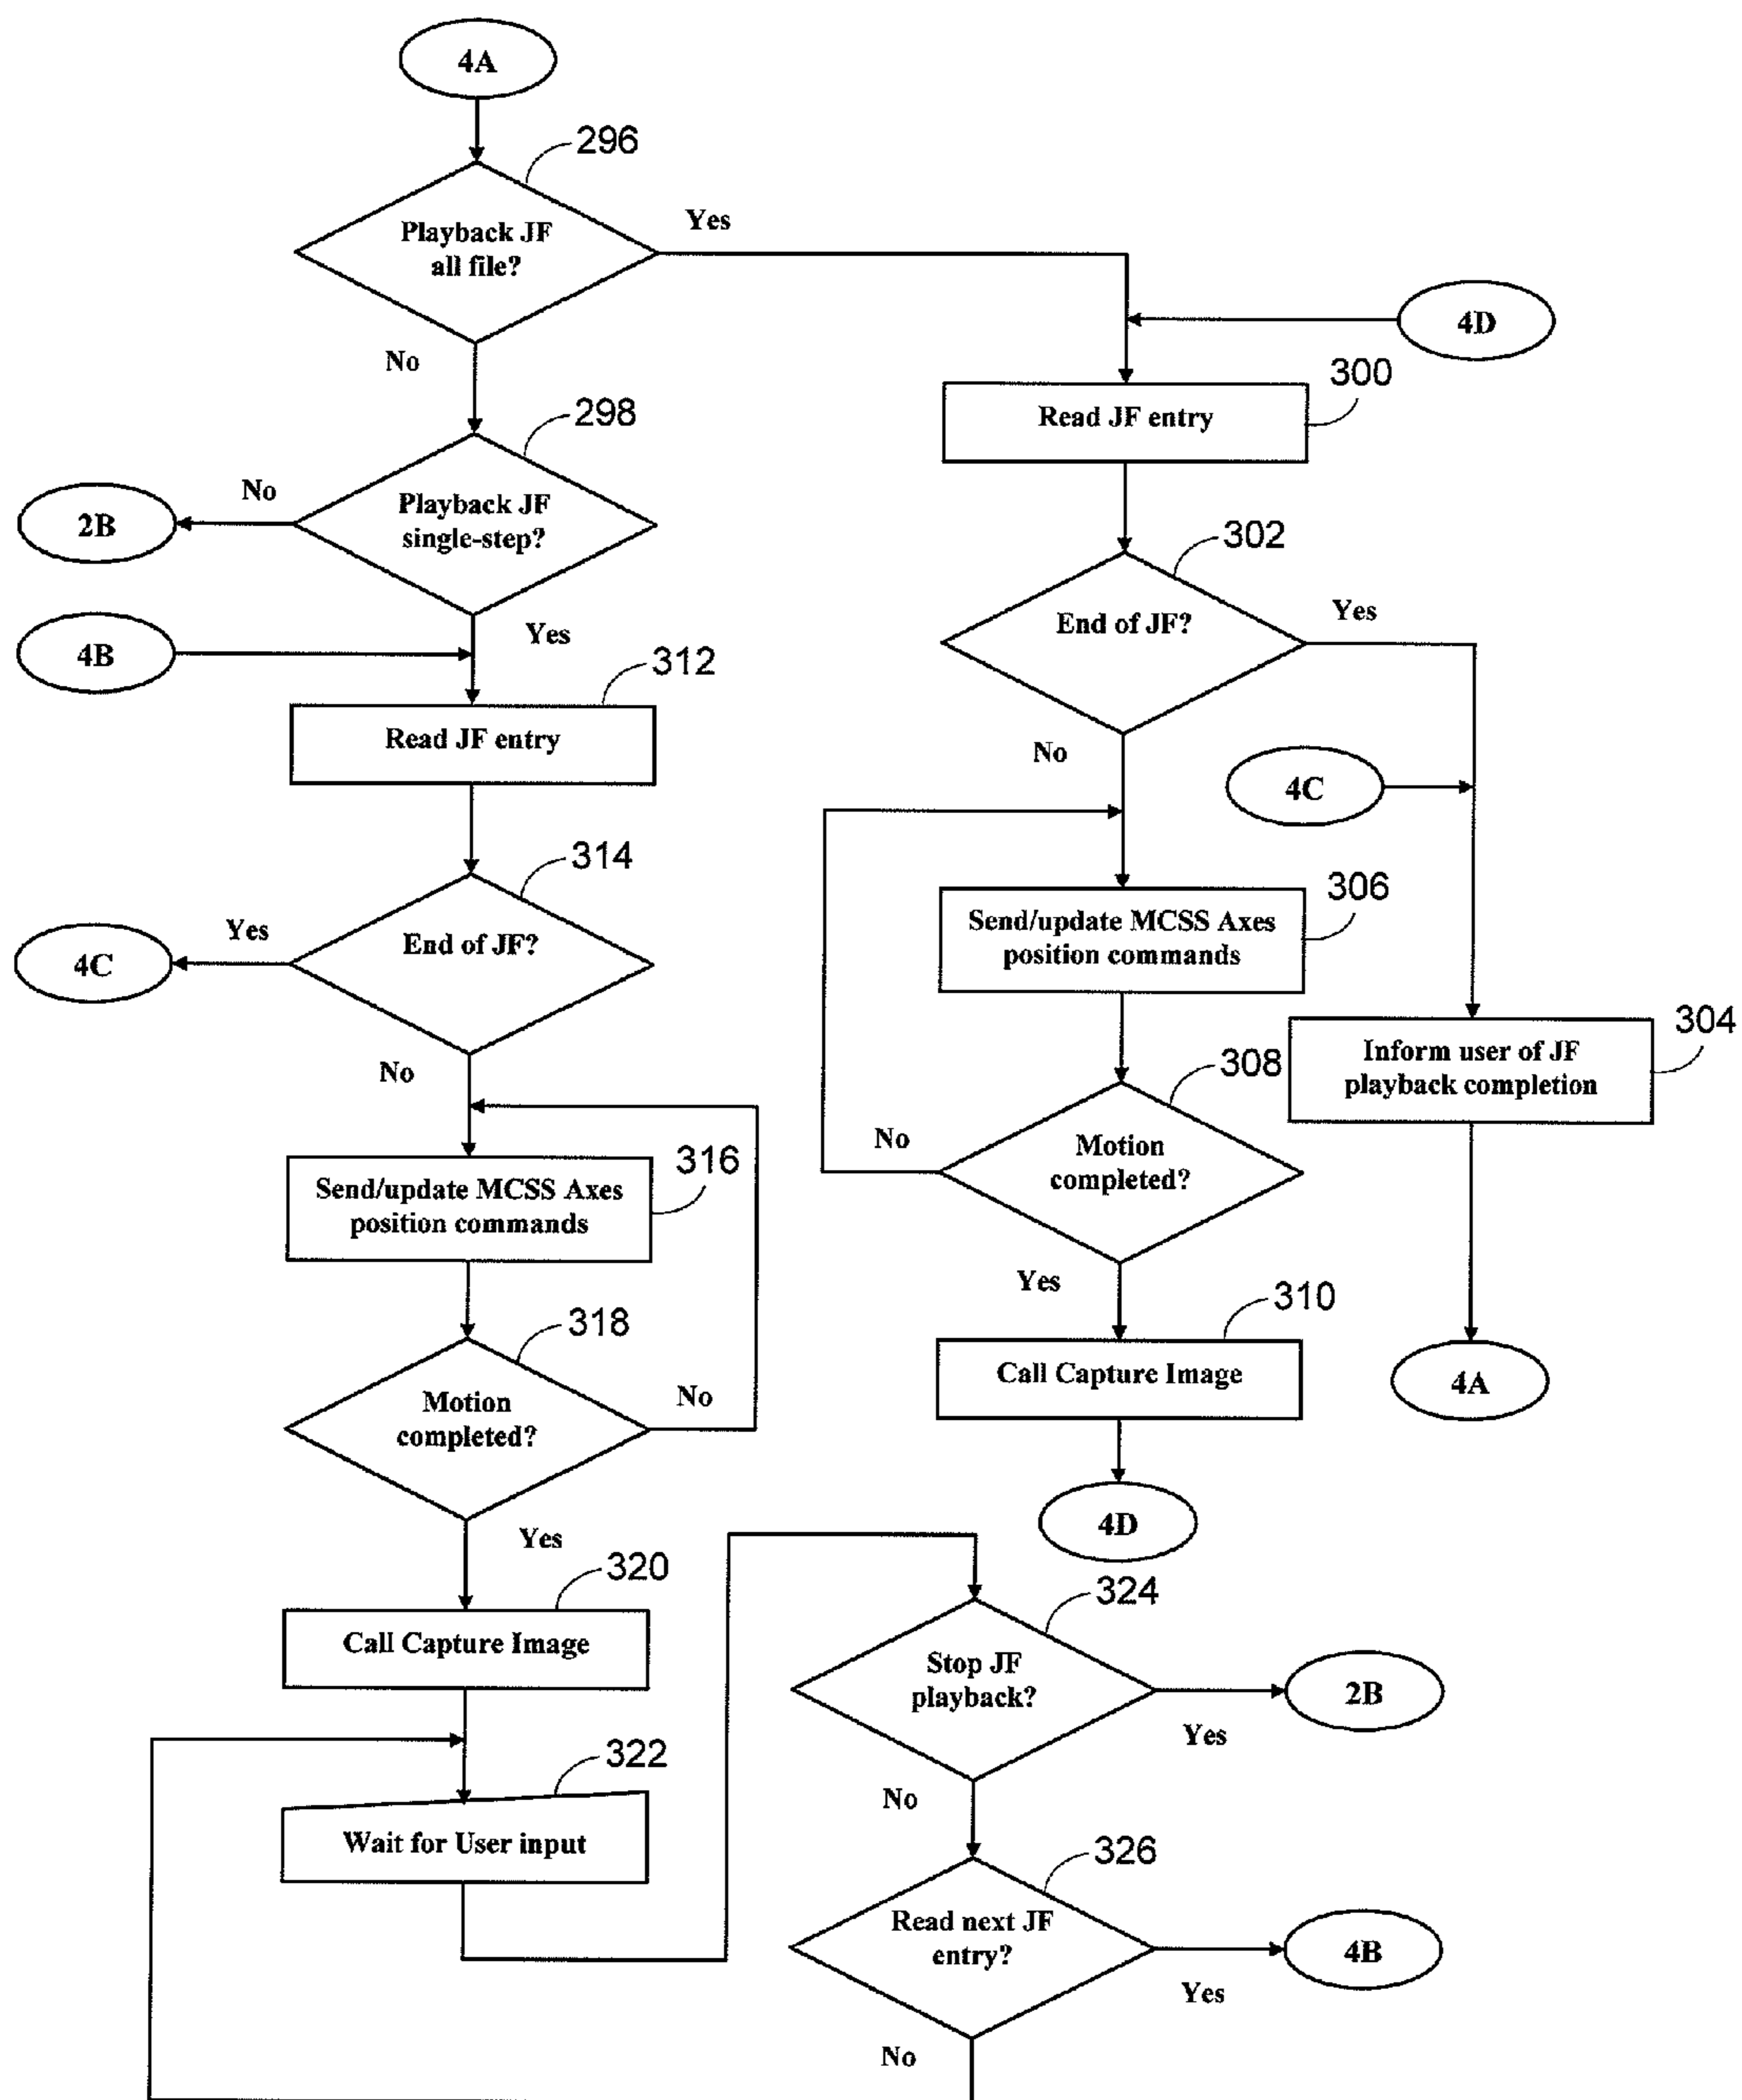 4A
296
Playback JF
all file?
Yes
No
4D
300
Read JF entry
298
Playback JF
single-step?
No
2B
Yes
4B
302
End of JF?
Yes
No
312
Read JF entry
4C
314
End of JF?
Yes
4C
No
306
Send/update MCSS Axes
position commands
304
Inform user of JF
playback completion
308
Motion
completed?
No
Yes
316
Send/update MCSS Axes
position commands
310
Call Capture Image
4A
318
Motion
completed?
No
Yes
4D
320
Call Capture Image
324
Stop JF
playback?
2B
Yes
No
322
Wait for User input
326
Read next JF
entry?
4B
Yes
No